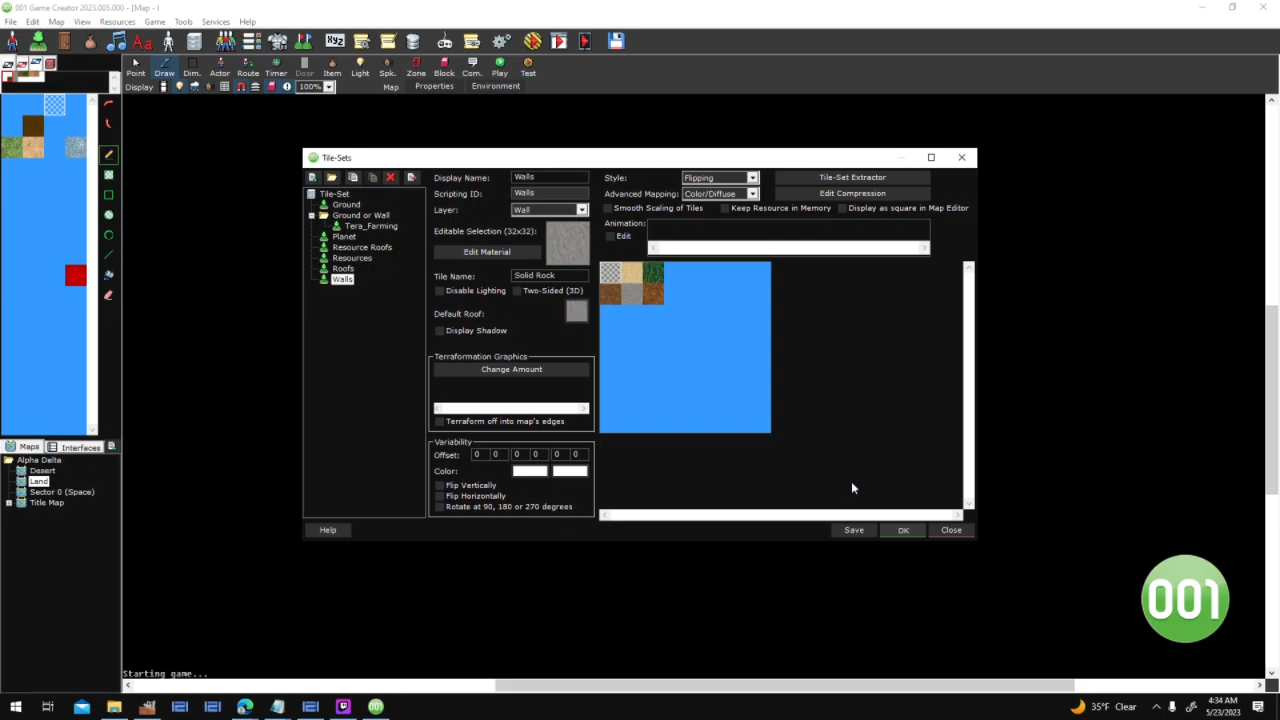 001 Game Creator 2023.005.000 - [Map - l
File Edit Map View Resources Game Tools Services Help
Aa XYZ
Point Draw Dim. Actor Route Timer Door Item Light Spk. Zone Block Com. Play Test
Display 100% Map Properties Environment
Tile-Sets
Display Name: Walls Style: Flipping Tile-Set Extractor
Tile-Set Scripting ID: Walls Advanced Mapping: Color/Diffuse Edit Compression
Ground Layer: Wall Smooth Scaling of Tiles Keep Resource in Memory Display as square in Map Editor
Ground or Wall Animation:
Tera_Farming Editable Selection (32x32): Edit
Planet
Resource Roofs Edit Material
Resources
Roofs Tile Name: Solid Rock
Walls Disable Lighting Two-Sided (3D)
Default Roof:
Display Shadow
Terraformation Graphics
Change Amount
Terraform off into map's edges
Variability
Offset: 0 0 0 0 0 0
Color:
Flip Vertically
Flip Horizontally
Rotate at 90, 180 or 270 degrees
Help Save OK Close
Maps Interfaces
Alpha Delta
Desert
Land
Sector 0 (Space)
Title Map
001
Starting game...
35°F Clear 4:34 AM
5/23/2023